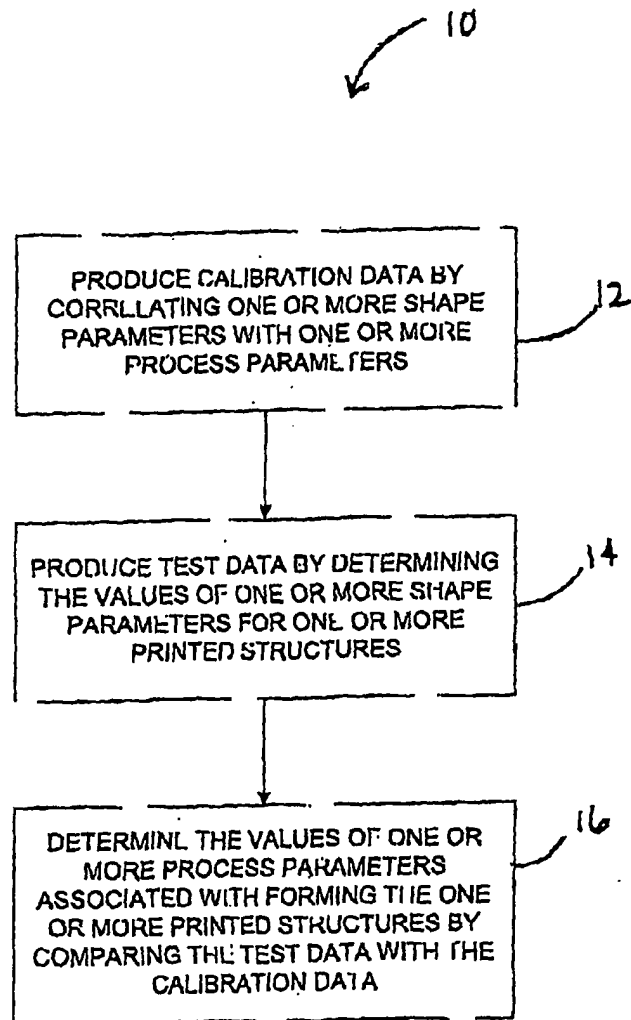 10
PRODUCE CALIBRATION DATA BY
CORRELATING ONE OR MORE SHAPE
PARAMETERS WITH ONE OR MORE
PROCESS PARAMETERS
12
PRODUCE TEST DATA BY DETERMINING
THE VALUES OF ONE OR MORE SHAPE
PARAMETERS FOR ONE OR MORE
PRINTED STRUCTURES
14
DETERMINE THE VALUES OF ONE OR
MORE PROCESS PARAMETERS
ASSOCIATED WITH FORMING THE ONE
OR MORE PRINTED STRUCTURES BY
COMPARING THE TEST DATA WITH THE
CALIBRATION DATA
16